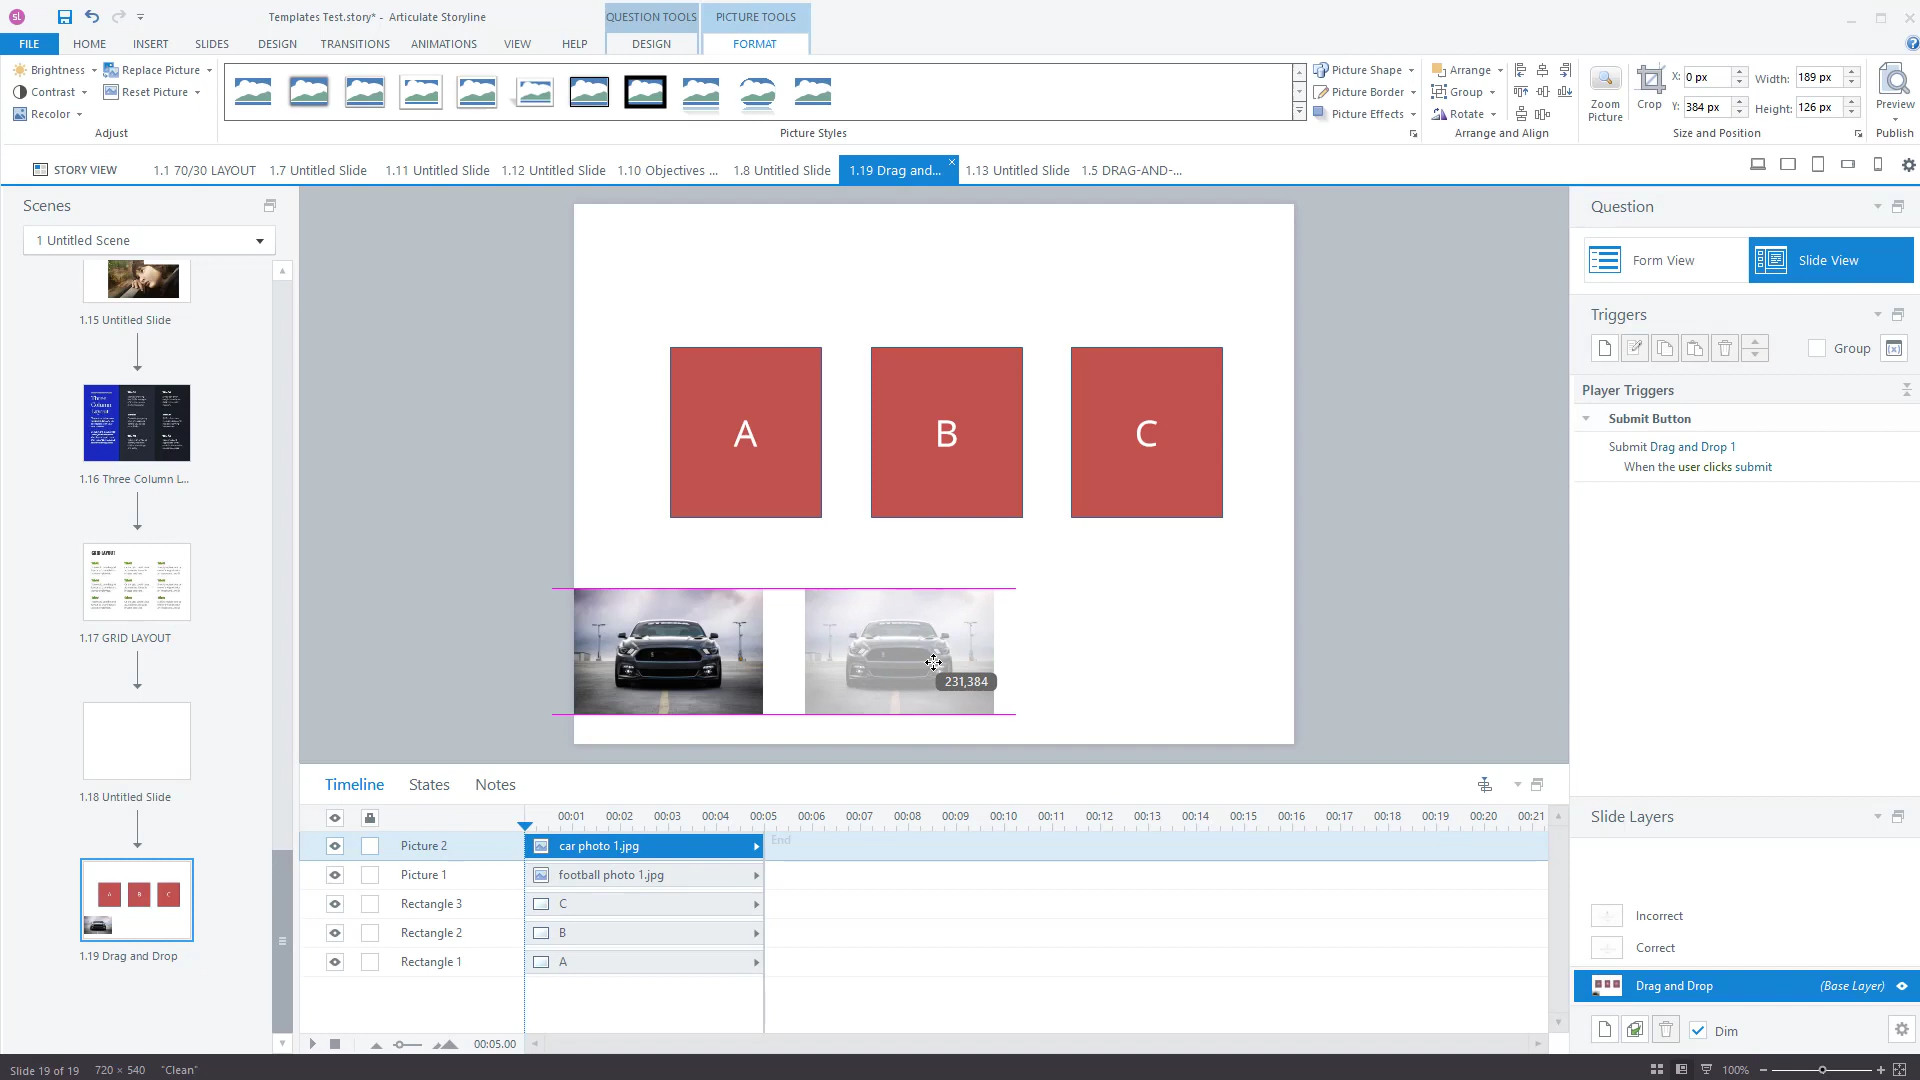 Templates Test.story* - Articulate Storyline
QUESTION TOOLS
PICTURE TOOLS
FILE
HOME
INSERT
SLIDES
DESIGN
TRANSITIONS
ANIMATIONS
VIEW
HELP
DESIGN
FORMAT
Brightness
Replace Picture
Contrast
Reset Picture
Recolor
Adjust
Picture Styles
Picture Shape
Picture Border
Picture Effects
Arrange
Group
Rotate
Arrange and Align
Zoom
Picture
Crop
X: 0 px
Width: 189 px
Y: 384 px
Height: 126 px
Size and Position
Preview
Publish
STORY VIEW
1.1 70/30 LAYOUT
1.7 Untitled Slide
1.11 Untitled Slide
1.12 Untitled Slide
1.10 Objectives ...
1.8 Untitled Slide
1.19 Drag and...
1.13 Untitled Slide
1.5 DRAG-AND-...
Scenes
1 Untitled Scene
1.15 Untitled Slide
Three
Column
Layout
1.16 Three Column L...
GRID LAYOUT
1.17 GRID LAYOUT
1.18 Untitled Slide
A B C
1.19 Drag and Drop
A
B
C
231,384
Question
Form View
Slide View
Triggers
Group
Player Triggers
Submit Button
Submit Drag and Drop 1
When the user clicks submit
Timeline
States
Notes
00:01 00:02 00:03 00:04 00:05 00:06 00:07 00:08 00:09 00:10 00:11 00:12 00:13 00:14 00:15 00:16 00:17 00:18 00:19 00:20 00:21
Picture 2
car photo 1.jpg
End
Picture 1
football photo 1.jpg
Rectangle 3
C
Rectangle 2
B
Rectangle 1
A
00:05.00
Slide Layers
Incorrect
Correct
Drag and Drop
(Base Layer)
Dim
Slide 19 of 19
720 × 540
"Clean"
100%